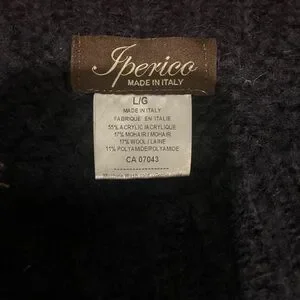 Iperico
MADE IN ITALY
L/G
MADE IN ITALY
FABRIQUE EN ITALIE
55% ACRYLIC /ACRYLIQUE
17% MOHAIR / MOHAIR
17% WOOL / LAINE
11% POLYAMIDE/POLYAMIDE
CA 07043